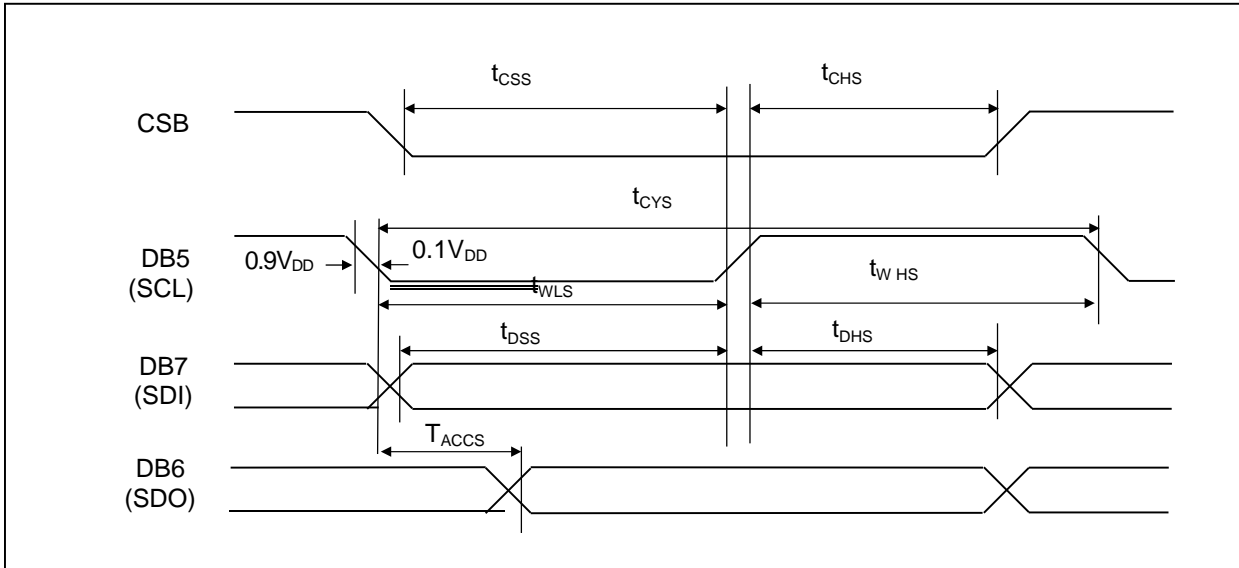 tCSS
tCHS
CSB
tCYS
DB5
(SCL)
0.9VDD
0.1VDD
tWLS
tW HS
tDSS
tDHS
DB7
(SDI)
TACCS
DB6
(SDO)